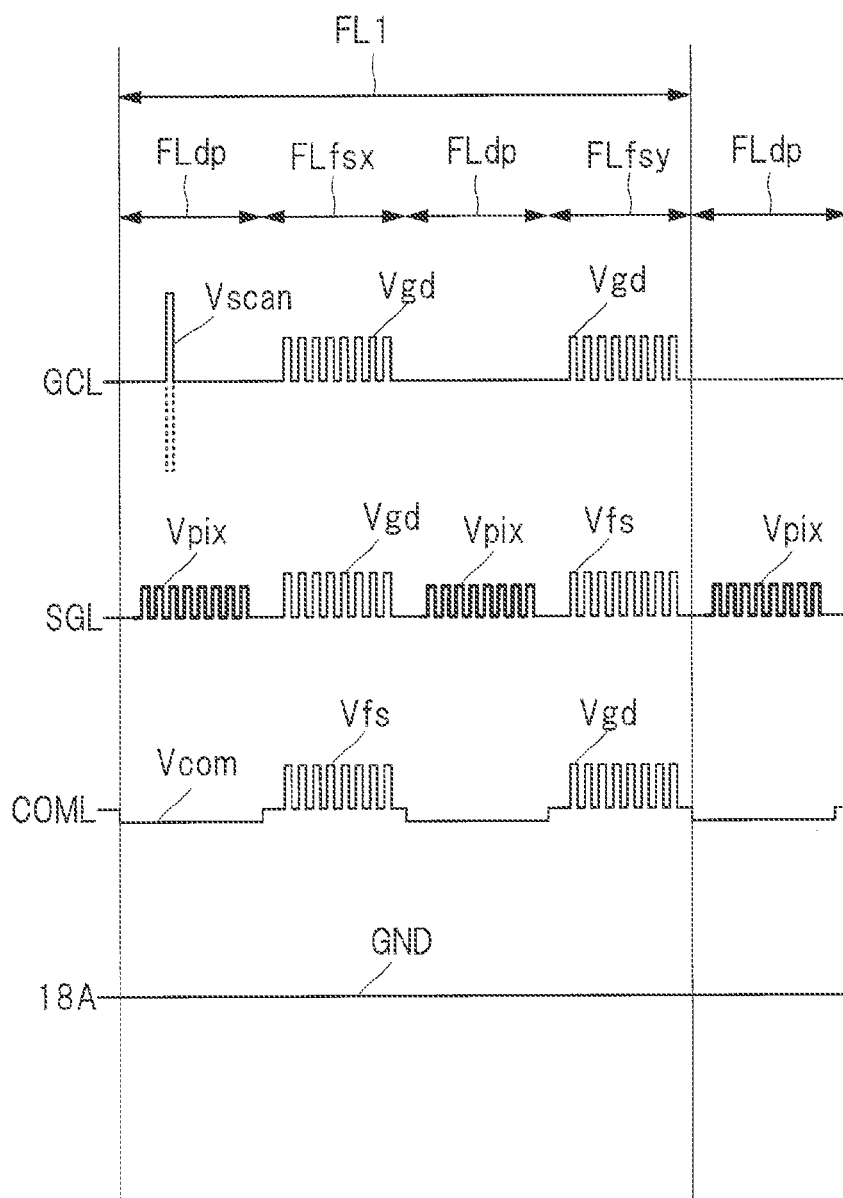 FL1
FLdp FLfsx FLdp FLfsy FLdp
Vscan Vgd Vgd
GCL
Vpix Vgd Vpix Vfs Vpix
SGL
Vfs Vgd
Vcom
COML
GND
18A